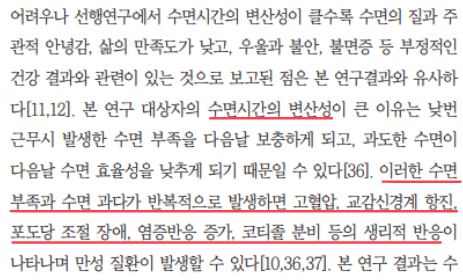 어려우나 선행연구에서 수면시간의 변산성이 클수록 수면의 질과 주
관적 안녕감, 삶의 만족도가 낮고, 우울과 불안, 불면증 등 부정적인
건강 결과와 관련이 있는 것으로 보고된 점은 본 연구결과와 유사하
다[11,12]. 본 연구 대상자의 수면시간의 변산성이 큰 이유는 낮번
근무시 발생한 수면 부족을 다음날 보충하게 되고, 과도한 수면이
다음날 수면 효율성을 낮추게 되기 때문일 수 있다[36]. 이러한 수면
부족과 수면 과다가 반복적으로 발생하면 고혈압, 교감신경계 항진,
포도당 조절 장애, 염증반응 증가, 코티졸 분비 등의 생리적 반응이
나타나며 만성 질환이 발생할 수 있다[10,36,37]. 본 연구 결과는 수